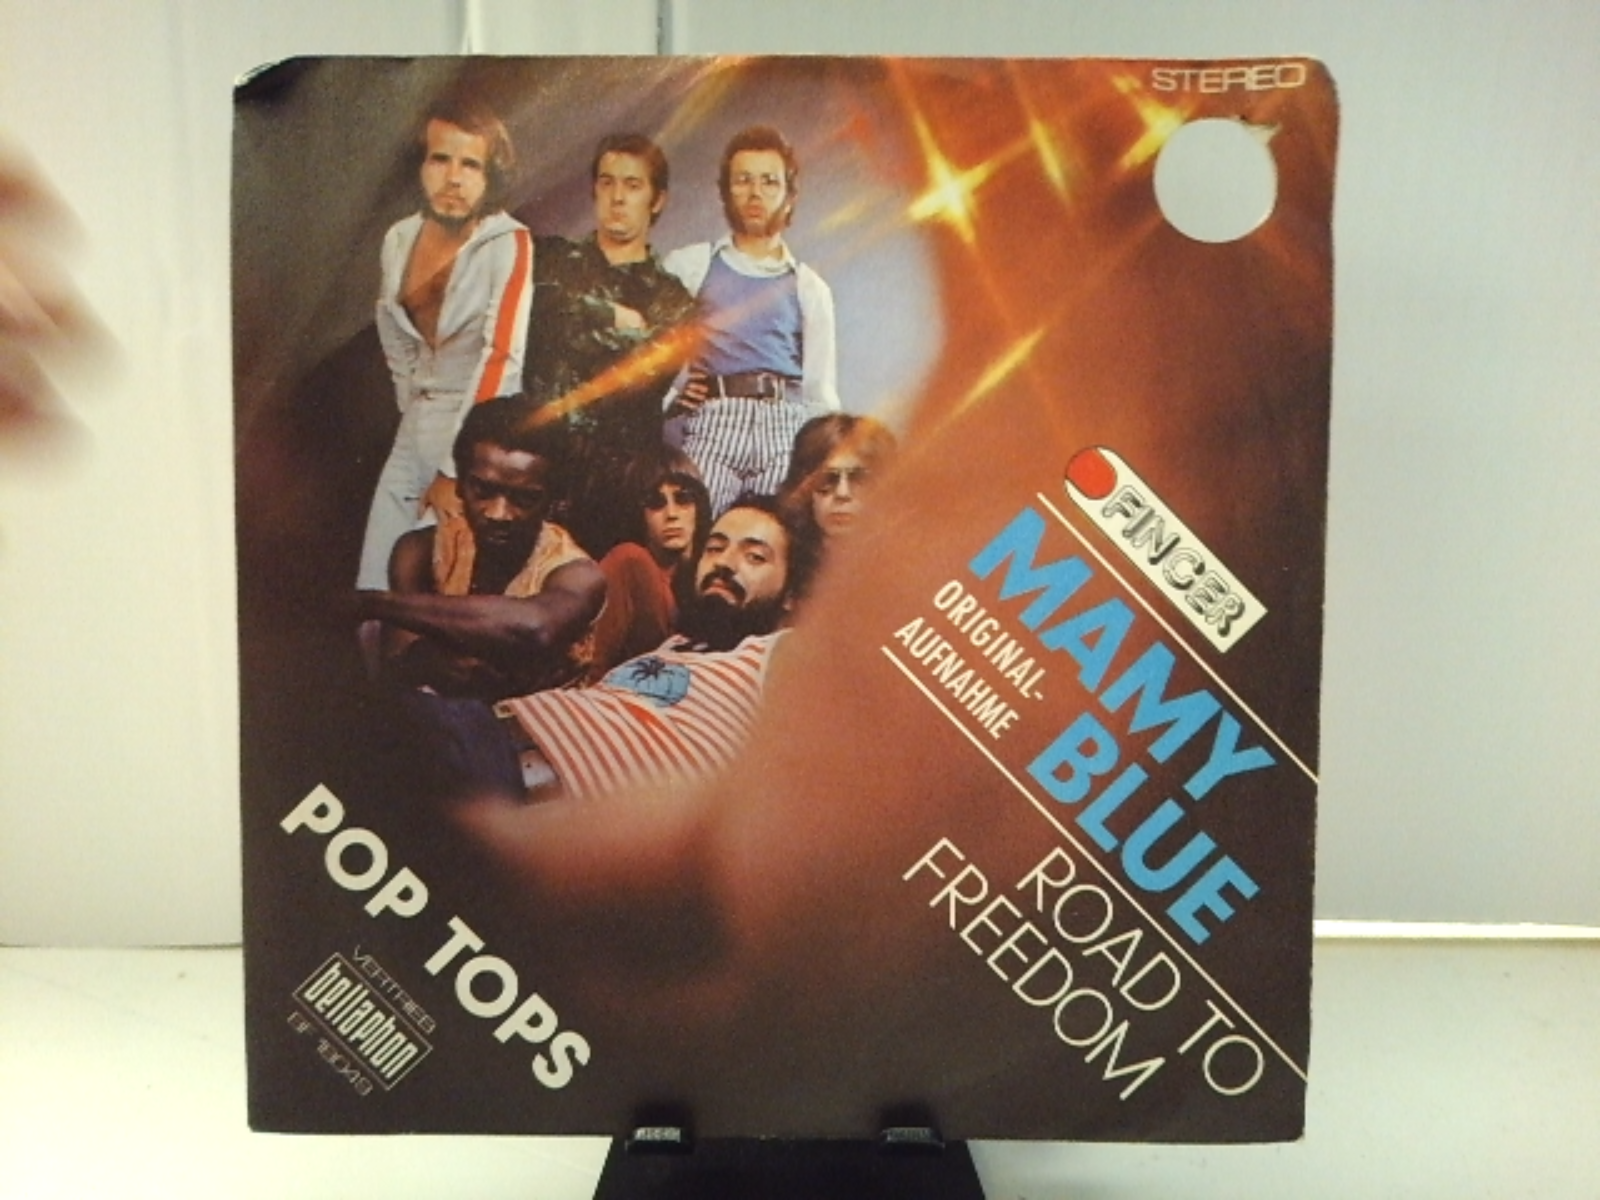 STEREO
FINGER
MAMY
BLUE
ORIGINAL-
AUFNAHME
ROAD TO
FREEDOM
POP TOPS
VERTRIEB
bellaphon
BF 18049